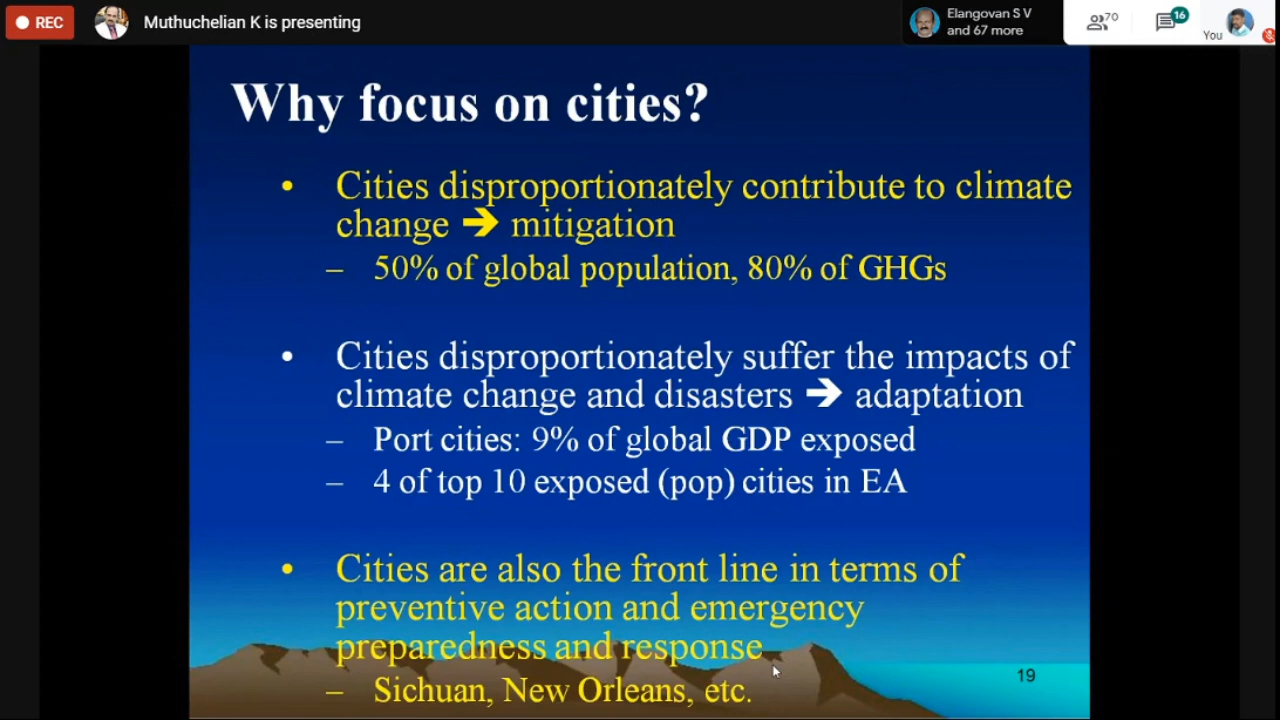 REC
Muthuchelian K is presenting
Elangovan S V
and 67 more
70
16
You
Why focus on cities?
• Cities disproportionately contribute to climate
change ➔ mitigation
– 50% of global population, 80% of GHGs
• Cities disproportionately suffer the impacts of
climate change and disasters ➔ adaptation
– Port cities: 9% of global GDP exposed
– 4 of top 10 exposed (pop) cities in EA
• Cities are also the front line in terms of
preventive action and emergency
preparedness and response
– Sichuan, New Orleans, etc.
19